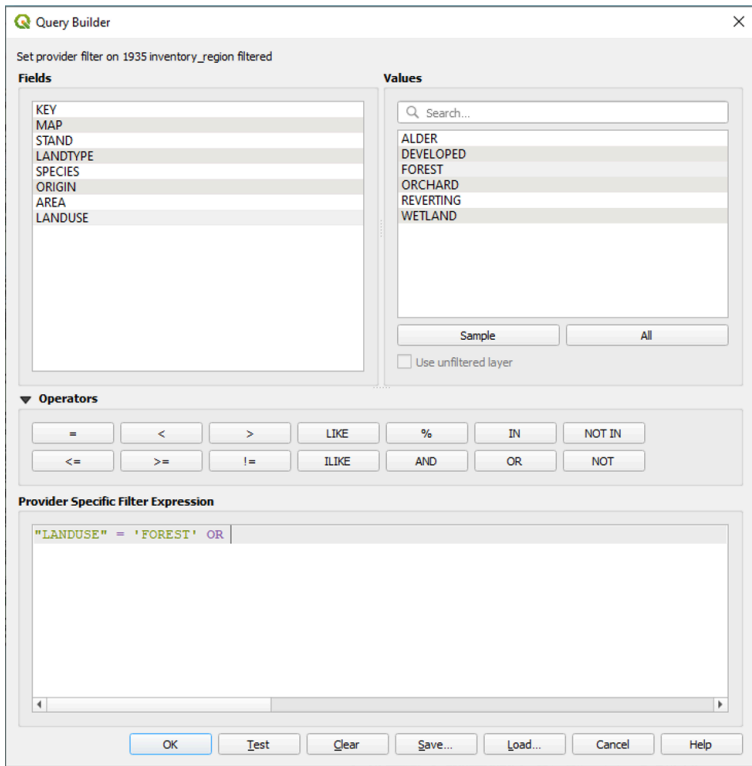 Query Builder
Set provider filter on 1935 inventory_region filtered
Fields
Values
KEY
MAP
STAND
LANDTYPE
SPECIES
ORIGIN
AREA
LANDUSE
Search...
ALDER
DEVELOPED
FOREST
ORCHARD
REVERTING
WETLAND
Sample All
Use unfiltered layer
Operators
= < > LIKE % IN NOT IN
<= >= != ILIKE AND OR NOT
Provider Specific Filter Expression
"LANDUSE" = 'FOREST' OR
OK Test Clear Save... Load... Cancel Help